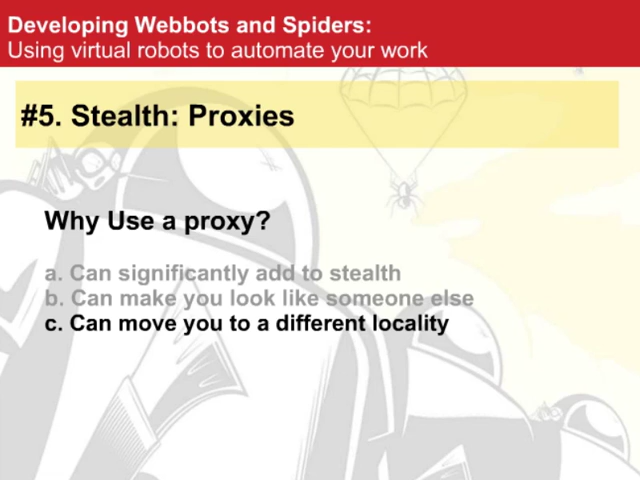 Developing Webbots and Spiders:
Using virtual robots to automate your work
#5. Stealth: Proxies
Why Use a proxy?
a. Can significantly add to stealth
b. Can make you look like someone else
c. Can move you to a different locality